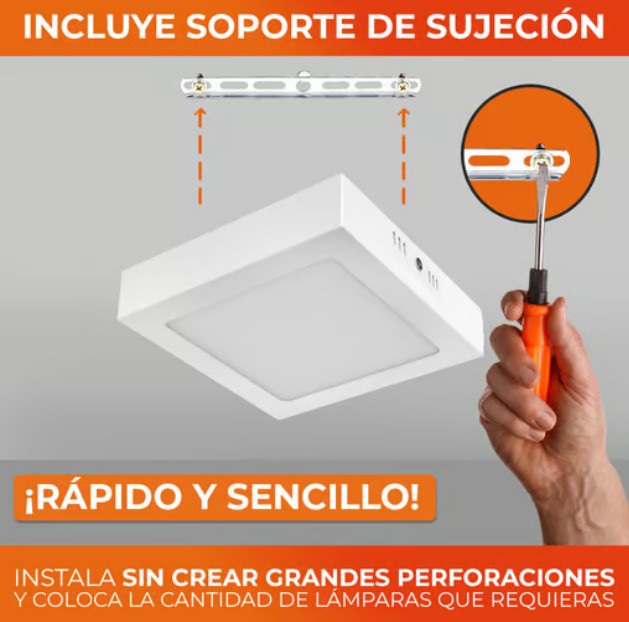 INCLUYE SOPORTE DE SUJECIÓN
¡RÁPIDO Y SENCILLO!
INSTALA SIN CREAR GRANDES PERFORACIONES
Y COLOCA LA CANTIDAD DE LÁMPARAS QUE REQUIERAS